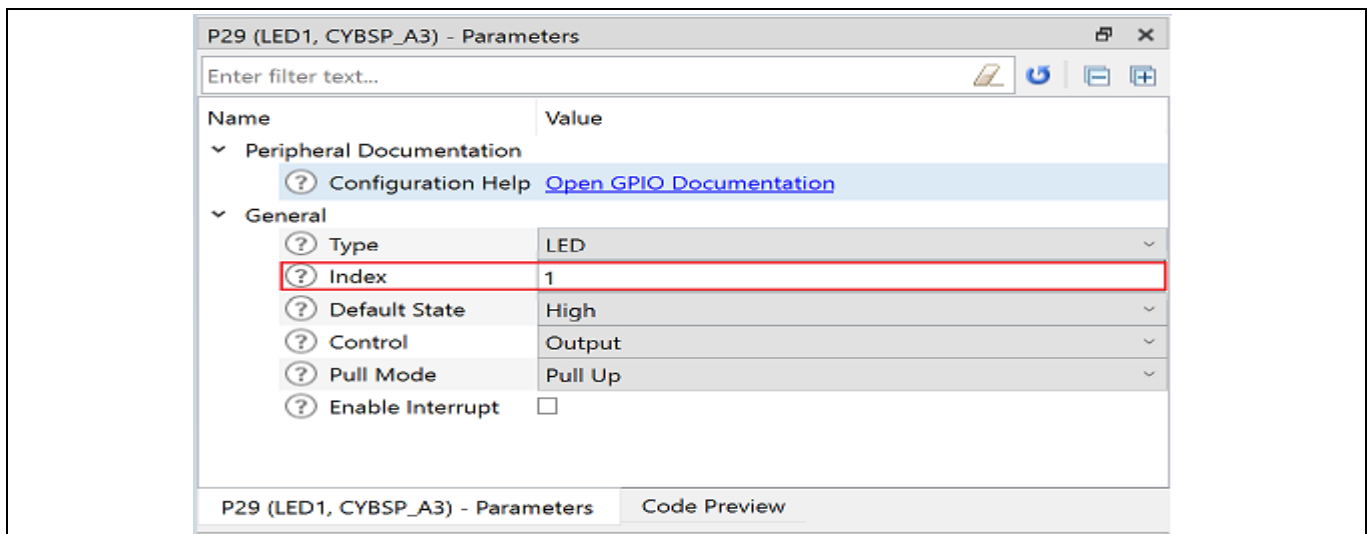 P29 (LED1, CYBSP_A3) - Parameters
Enter filter text...
Name Value
Peripheral Documentation
Configuration Help Open GPIO Documentation
General
Type LED
Index 1
Default State High
Control Output
Pull Mode Pull Up
Enable Interrupt
P29 (LED1, CYBSP_A3) - Parameters Code Preview